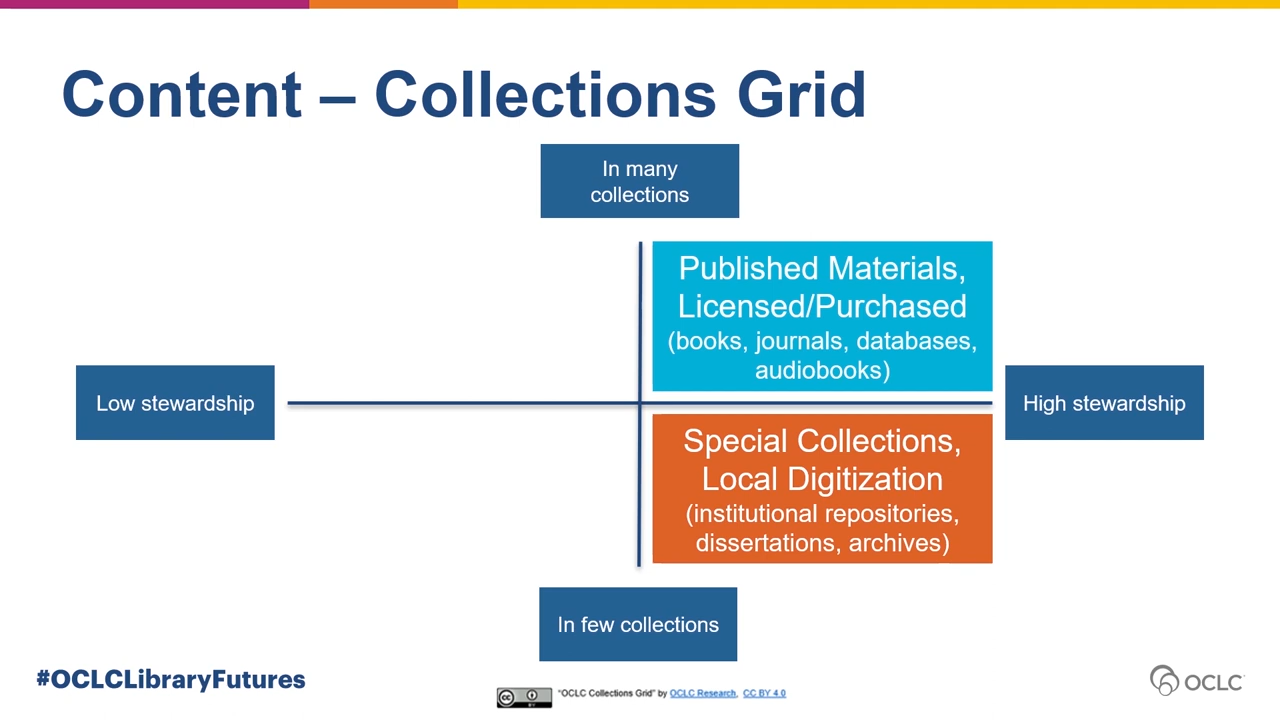 Content – Collections Grid
In many
collections
Published Materials,
Licensed/Purchased
(books, journals, databases,
audiobooks)
Low stewardship
High stewardship
Special Collections,
Local Digitization
(institutional repositories,
dissertations, archives)
In few collections
#OCLCLibraryFutures
cc BY
"OCLC Collections Grid" by OCLC Research, CC BY 4.0
OCLC